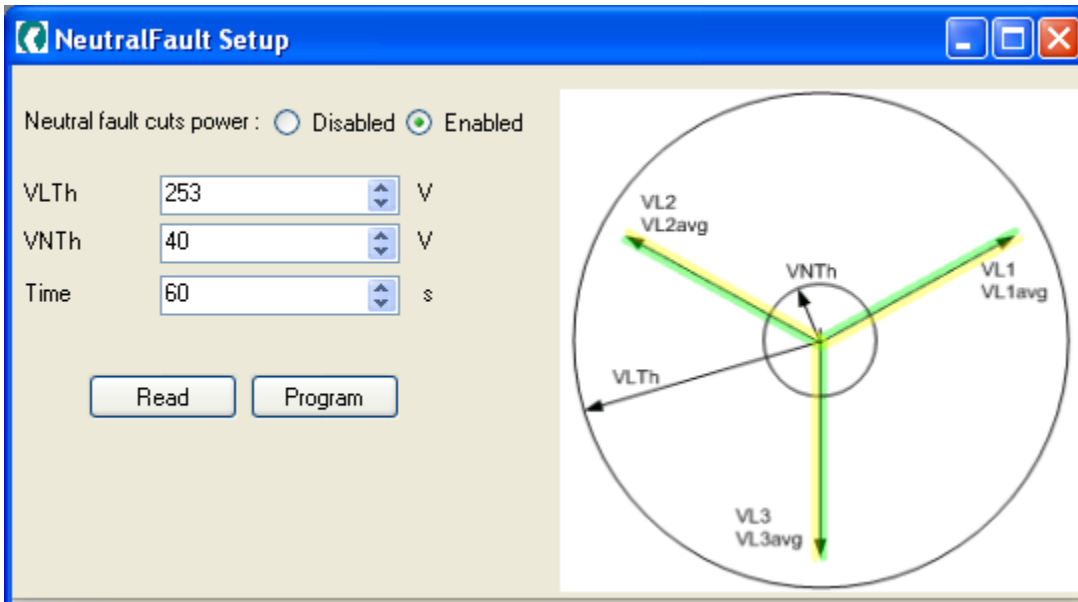 NeutralFault Setup
Neutral fault cuts power : Disabled Enabled
VLTh 253 V
VNTh 40 V
Time 60 s
Read Program
VL2
VL2avg
VNTh
VL1
VL1avg
VLTh
VL3
VL3avg